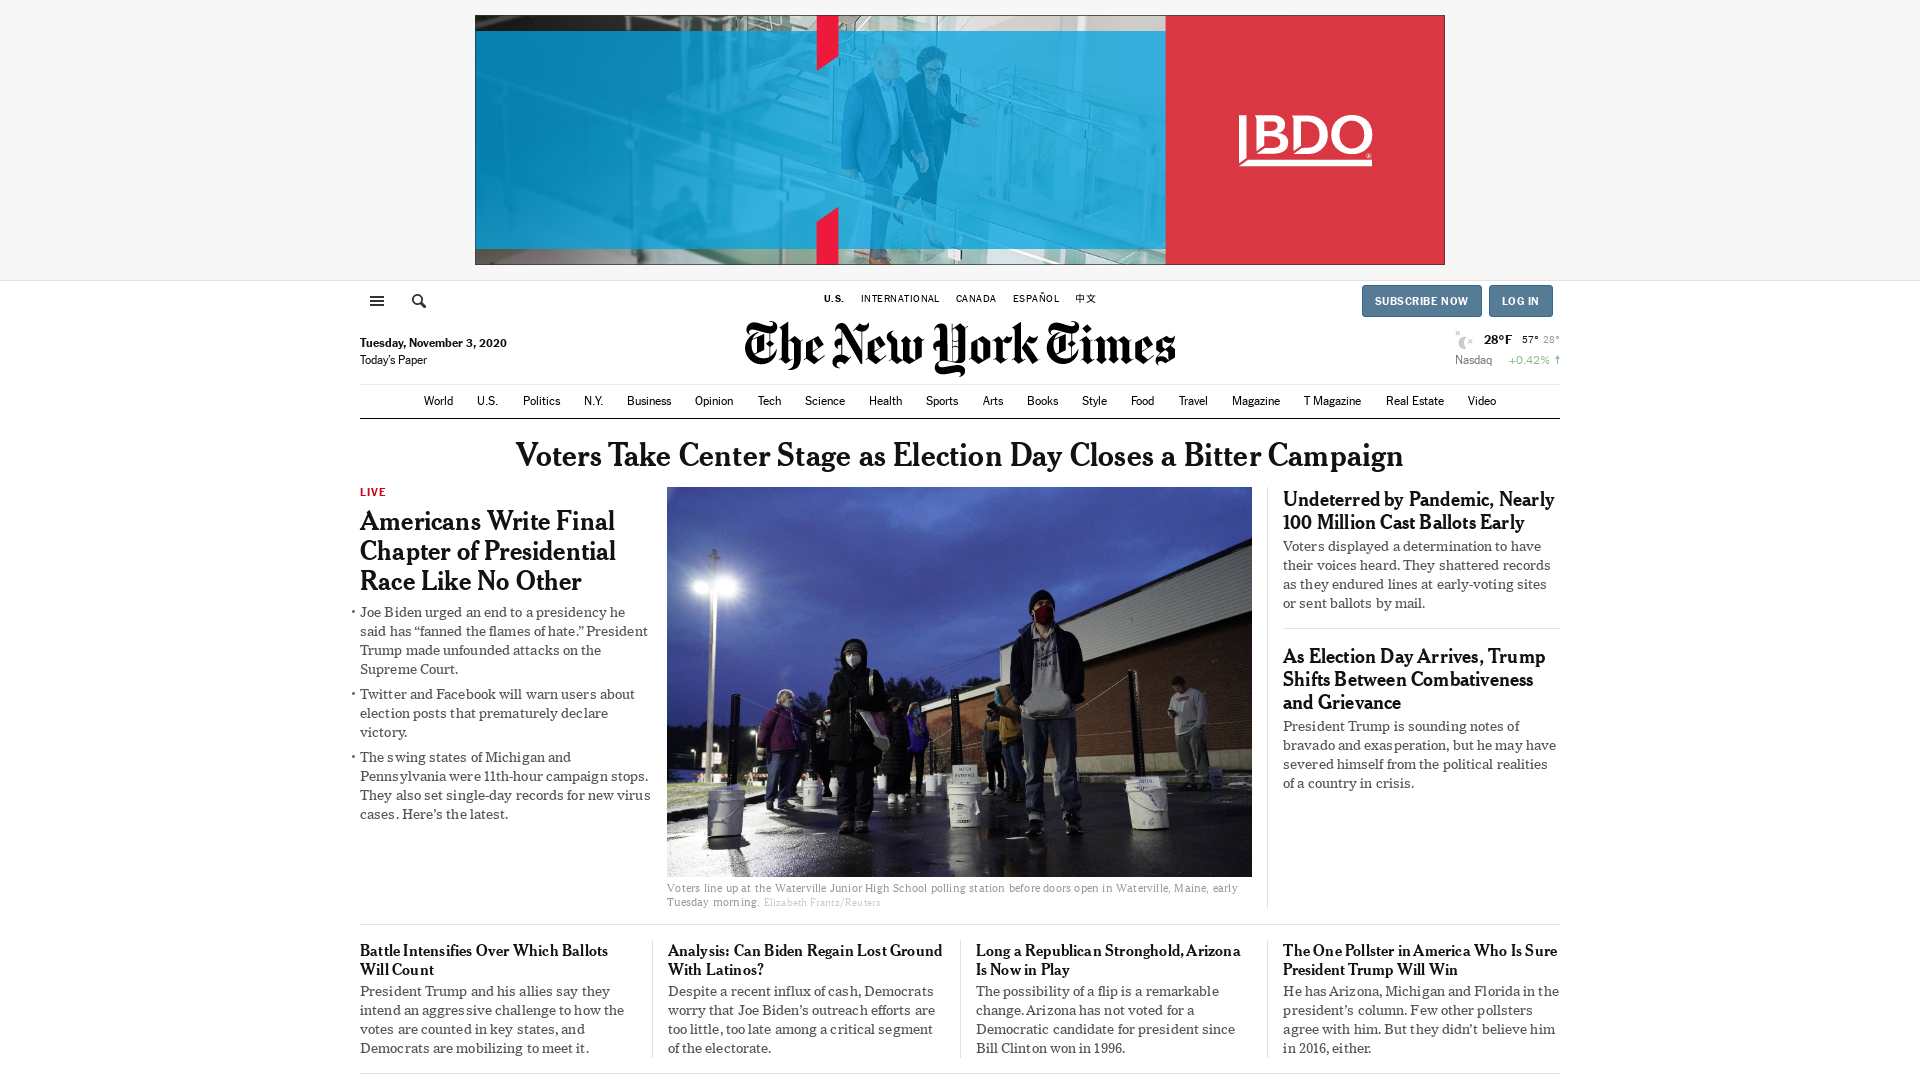 BDO
U.S. INTERNATIONAL CANADA ESPAÑOL 中文
SUBSCRIBE NOW LOG IN
Tuesday, November 3, 2020
Today's Paper
The New York Times
28°F 57° 28°
Nasdaq +0.42% ↑
World U.S. Politics N.Y. Business Opinion Tech Science Health Sports Arts Books Style Food Travel Magazine T Magazine Real Estate Video
Voters Take Center Stage as Election Day Closes a Bitter Campaign
LIVE
Americans Write Final
Chapter of Presidential
Race Like No Other
• Joe Biden urged an end to a presidency he
said has “fanned the flames of hate.” President
Trump made unfounded attacks on the
Supreme Court.
• Twitter and Facebook will warn users about
election posts that prematurely declare
victory.
• The swing states of Michigan and
Pennsylvania were 11th-hour campaign stops.
They also set single-day records for new virus
cases. Here’s the latest.
VOTER
ENTRANCE
VOTER
Voters line up at the Waterville Junior High School polling station before doors open in Waterville, Maine, early
Tuesday morning. Elizabeth Frantz/Reuters
Undeterred by Pandemic, Nearly
100 Million Cast Ballots Early
Voters displayed a determination to have
their voices heard. They shattered records
as they endured lines at early-voting sites
or sent ballots by mail.
As Election Day Arrives, Trump
Shifts Between Combativeness
and Grievance
President Trump is sounding notes of
bravado and exasperation, but he may have
severed himself from the political realities
of a country in crisis.
Battle Intensifies Over Which Ballots
Will Count
President Trump and his allies say they
intend an aggressive challenge to how the
votes are counted in key states, and
Democrats are mobilizing to meet it.
Analysis: Can Biden Regain Lost Ground
With Latinos?
Despite a recent influx of cash, Democrats
worry that Joe Biden’s outreach efforts are
too little, too late among a critical segment
of the electorate.
Long a Republican Stronghold, Arizona
Is Now in Play
The possibility of a flip is a remarkable
change. Arizona has not voted for a
Democratic candidate for president since
Bill Clinton won in 1996.
The One Pollster in America Who Is Sure
President Trump Will Win
He has Arizona, Michigan and Florida in the
president’s column. Few other pollsters
agree with him. But they didn’t believe him
in 2016, either.